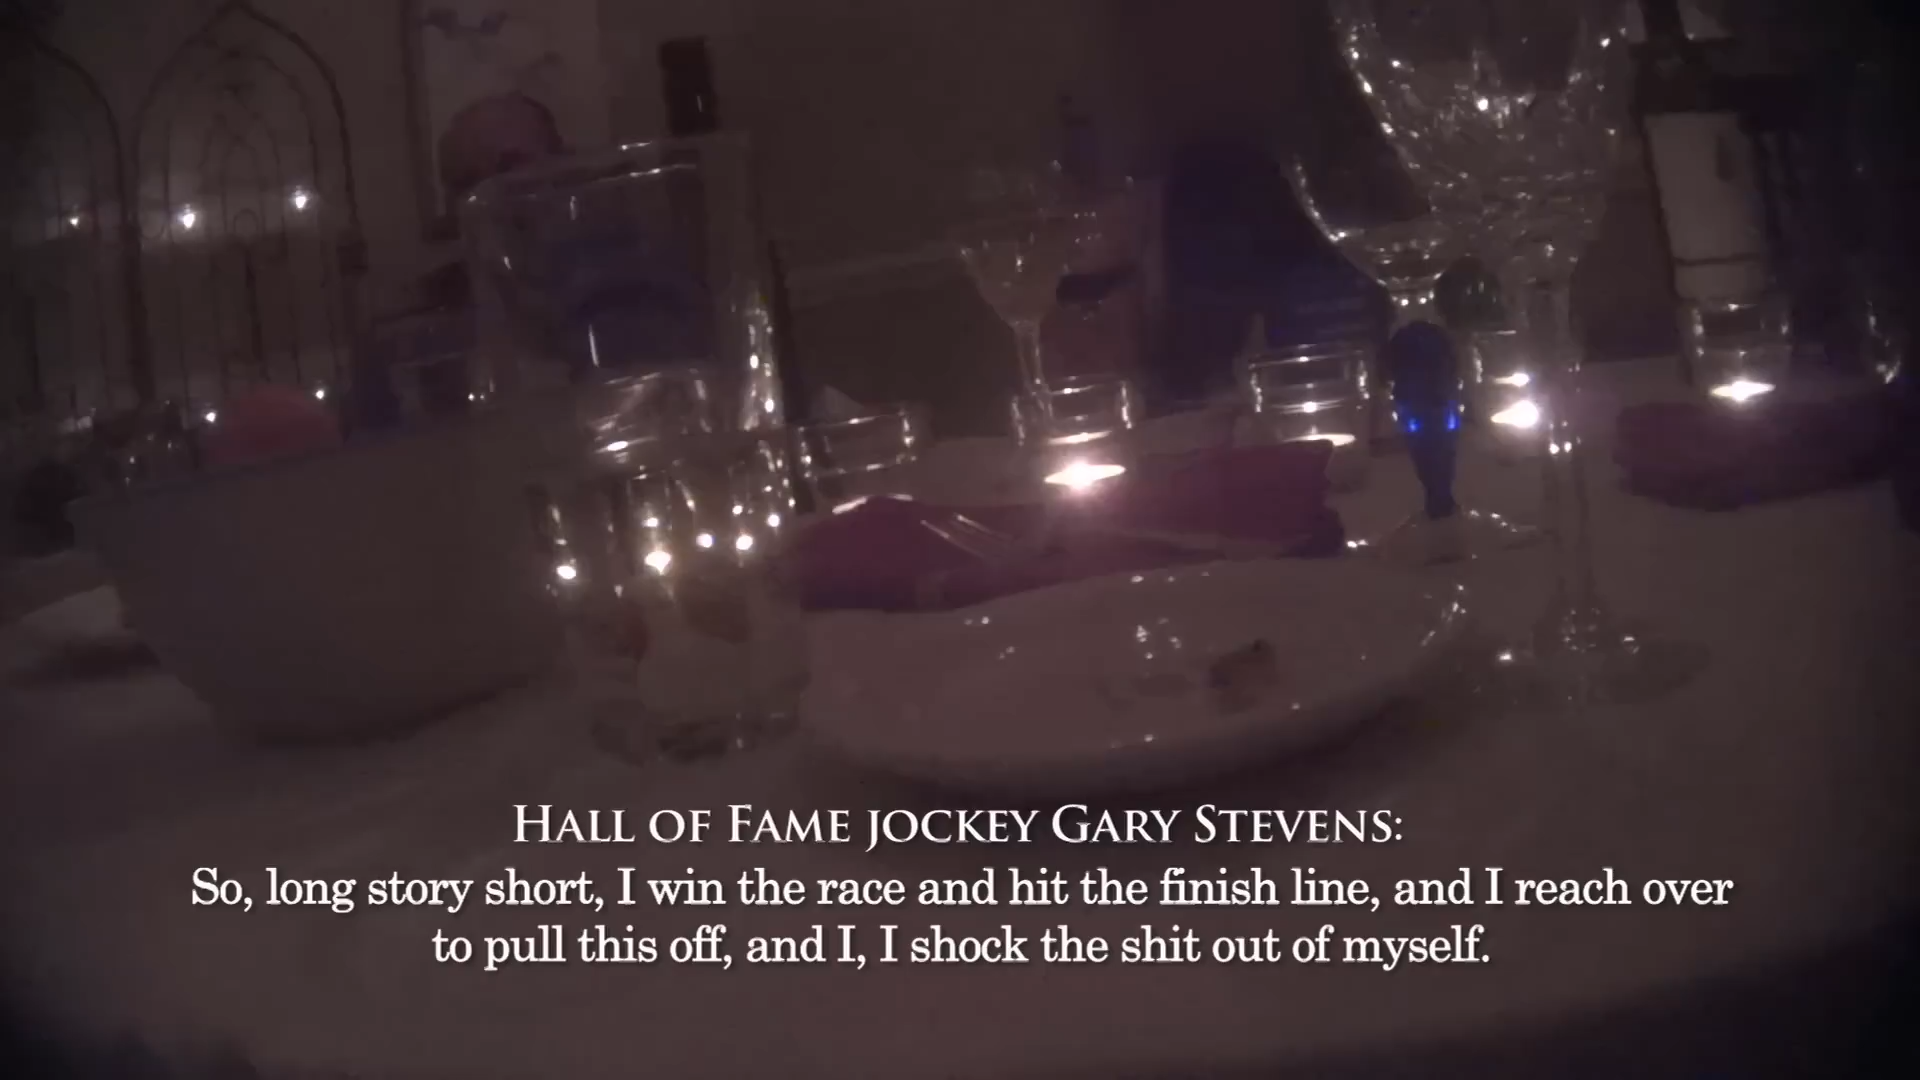 Hall of Fame jockey Gary Stevens:
So, long story short, I win the race and hit the finish line, and I reach over
to pull this off, and I, I shock the shit out of myself.